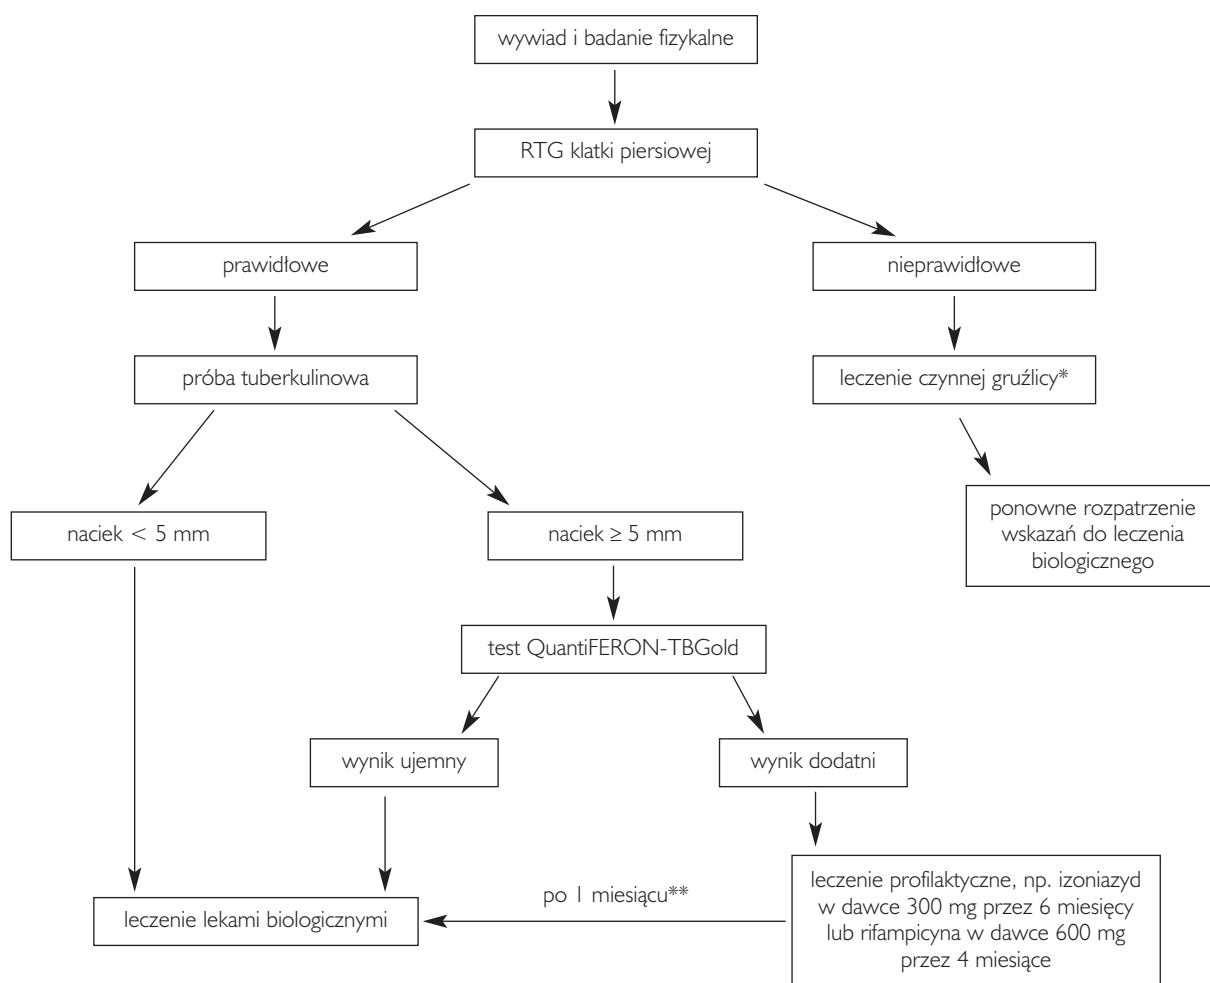 wywiad i badanie fizykalne
RTG klatki piersiowej
prawidłowe
nieprawidłowe
próba tuberkulinowa
leczenie czynnej gruźlicy*
naciek < 5 mm
naciek ≥ 5 mm
ponowne rozpatrzenie
wskazań do leczenia
biologicznego
test QuantiFERON-TBGold
wynik ujemny
wynik dodatni
leczenie lekami biologicznymi
po 1 miesiącu**
leczenie profilaktyczne, np. izoniazyd
w dawce 300 mg przez 6 miesięcy
lub rifampicyna w dawce 600 mg
przez 4 miesiące